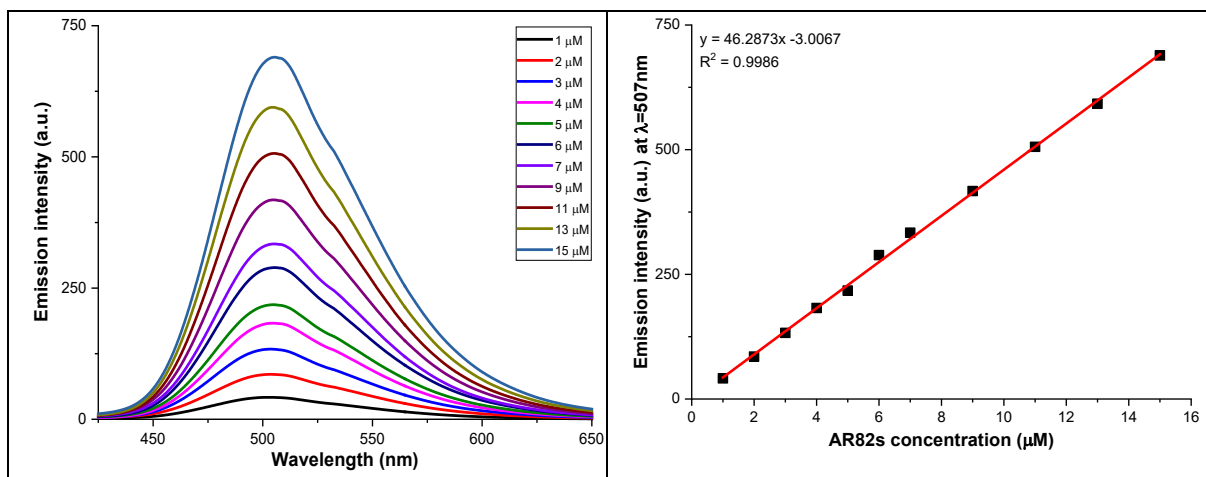 750
500
250
0
450
500
550
600
650
Emission intensity (a.u.)
Wavelength (nm)
1 μM
2 μM
3 μM
4 μM
5 μM
6 μM
7 μM
9 μM
11 μM
13 μM
15 μM
750
500
250
0
0
2
4
6
8
10
12
14
16
y = 46.2873x -3.0067
R² = 0.9986
Emission intensity (a.u.) at λ=507nm
AR82s concentration (μM)